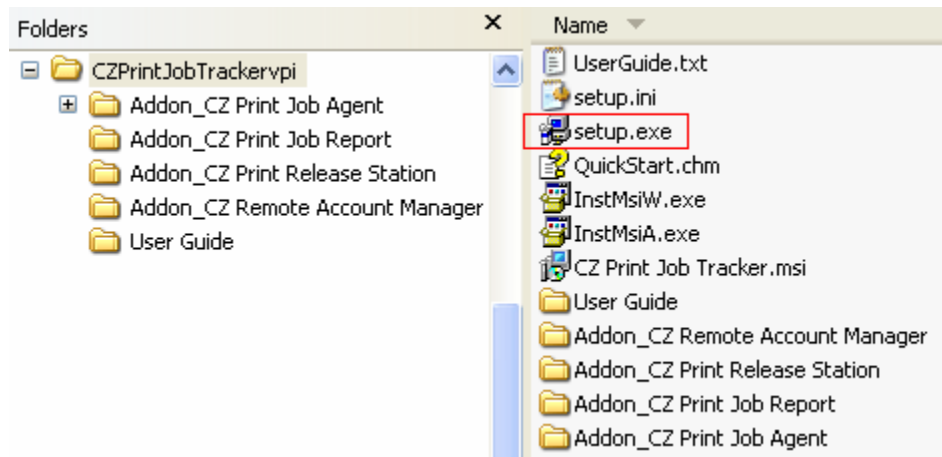 Folders
CZPrintJobTrackervpi
Addon_CZ Print Job Agent
Addon_CZ Print Job Report
Addon_CZ Print Release Station
Addon_CZ Remote Account Manager
User Guide
Name
UserGuide.txt
setup.ini
setup.exe
QuickStart.chm
InstMsiW.exe
InstMsiA.exe
CZ Print Job Tracker.msi
User Guide
Addon_CZ Remote Account Manager
Addon_CZ Print Release Station
Addon_CZ Print Job Report
Addon_CZ Print Job Agent